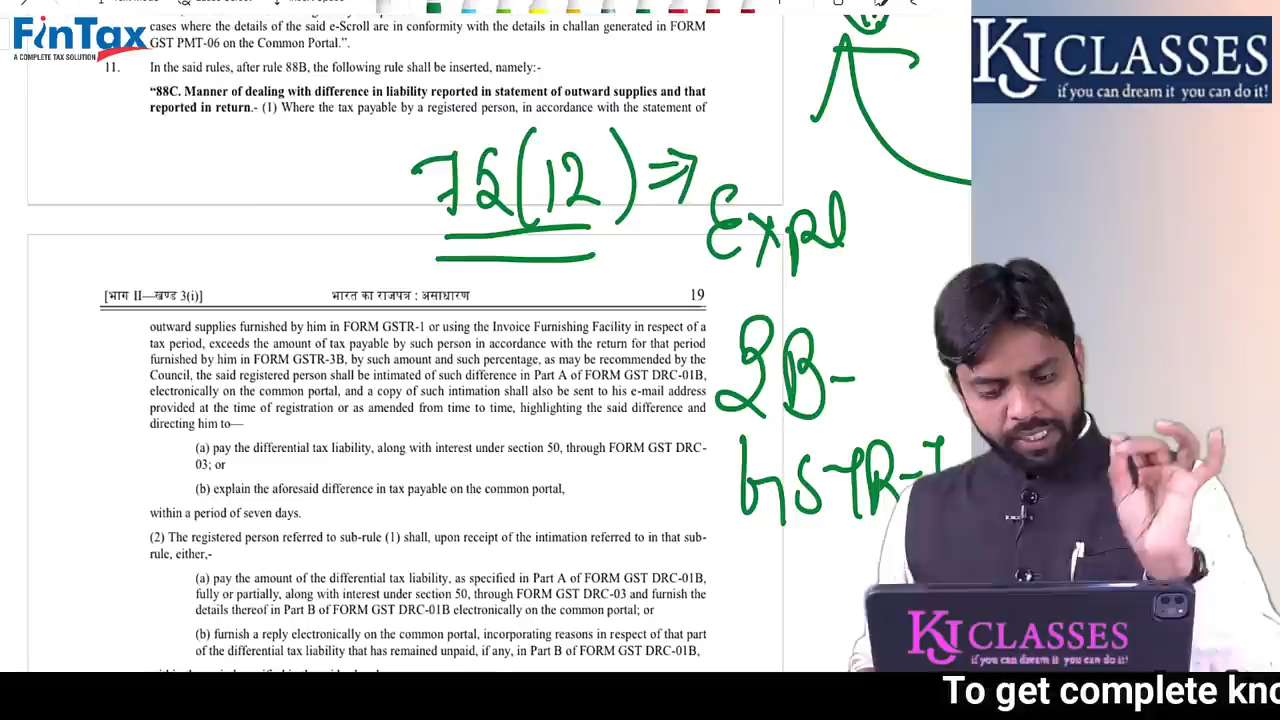 FinTax
A COMPLETE TAX SOLUTION
cases where the details of the said e-Scroll are in conformity with the details in challan generated in FORM
GST PMT-06 on the Common Portal.”.
11. In the said rules, after rule 88B, the following rule shall be inserted, namely:-
“88C. Manner of dealing with difference in liability reported in statement of outward supplies and that
reported in return.- (1) Where the tax payable by a registered person, in accordance with the statement of
75(12) ⇒
Expl
[भाग II—खण्ड 3(i)] भारत का राजपत्र : असाधारण 19
outward supplies furnished by him in FORM GSTR-1 or using the Invoice Furnishing Facility in respect of a
tax period, exceeds the amount of tax payable by such person in accordance with the return for that period
furnished by him in FORM GSTR-3B, by such amount and such percentage, as may be recommended by the
Council, the said registered person shall be intimated of such difference in Part A of FORM GST DRC-01B,
electronically on the common portal, and a copy of such intimation shall also be sent to his e-mail address
provided at the time of registration or as amended from time to time, highlighting the said difference and
directing him to—
(a) pay the differential tax liability, along with interest under section 50, through FORM GST DRC-
03; or
(b) explain the aforesaid difference in tax payable on the common portal,
within a period of seven days.
(2) The registered person referred to sub-rule (1) shall, upon receipt of the intimation referred to in that sub-
rule, either,-
(a) pay the amount of the differential tax liability, as specified in Part A of FORM GST DRC-01B,
fully or partially, along with interest under section 50, through FORM GST DRC-03 and furnish the
details thereof in Part B of FORM GST DRC-01B electronically on the common portal; or
(b) furnish a reply electronically on the common portal, incorporating reasons in respect of that part
of the differential tax liability that has remained unpaid, if any, in Part B of FORM GST DRC-01B,
2B-
GSTR-1
KJ CLASSES
if you can dream it you can do it!
KJ CLASSES
if you can dream it you can do it!
To get complete kno